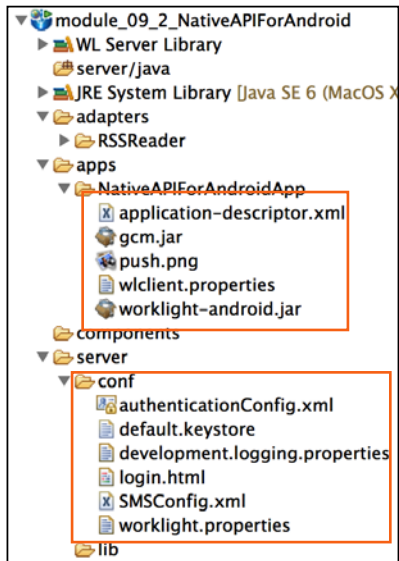 module_09_2_NativeAPIForAndroid
WL Server Library
server/java
JRE System Library [Java SE 6 (MacOS X
adapters
RSSReader
apps
NativeAPIForAndroidApp
application-descriptor.xml
gcm.jar
push.png
wlclient.properties
worklight-android.jar
components
server
conf
authenticationConfig.xml
default.keystore
development.logging.properties
login.html
SMSConfig.xml
worklight.properties
lib